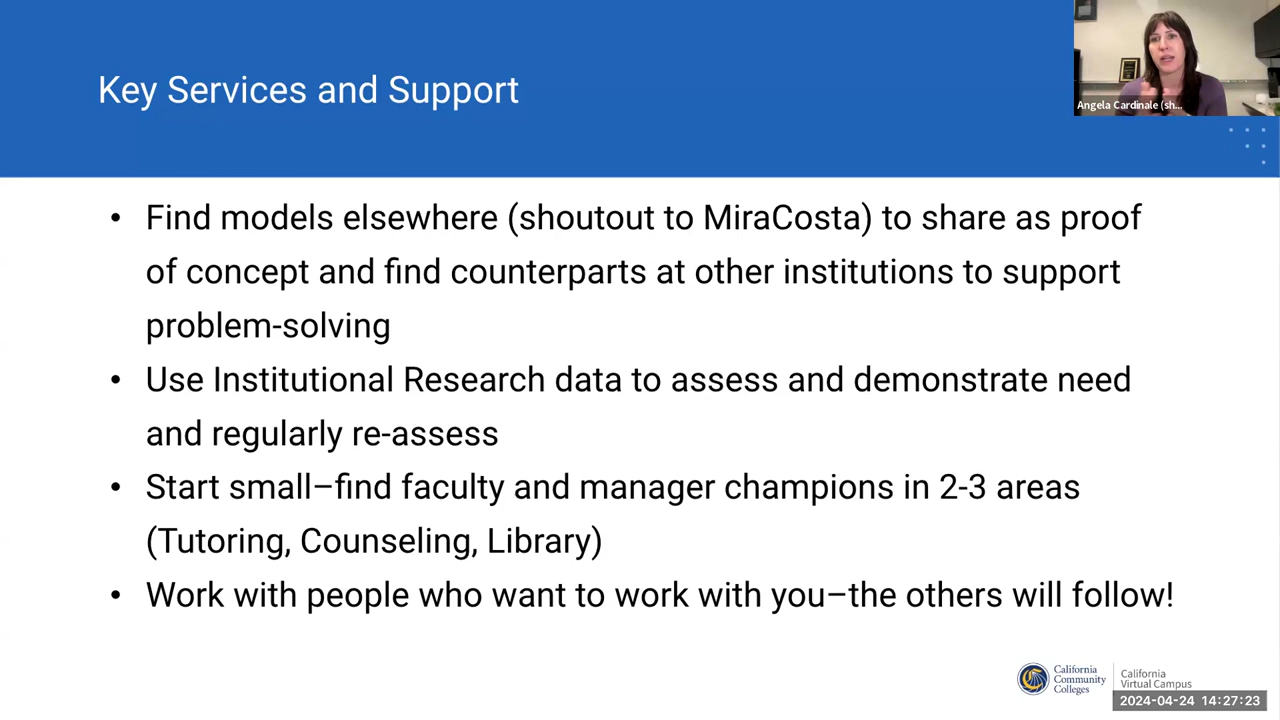 Key Services and Support
Angela Cardinale (sh...
• Find models elsewhere (shoutout to MiraCosta) to share as proof
of concept and find counterparts at other institutions to support
problem-solving
• Use Institutional Research data to assess and demonstrate need
and regularly re-assess
• Start small–find faculty and manager champions in 2-3 areas
(Tutoring, Counseling, Library)
• Work with people who want to work with you–the others will follow!
California
Community
Colleges
California
Virtual Campus
2024-04-24 14:27:23